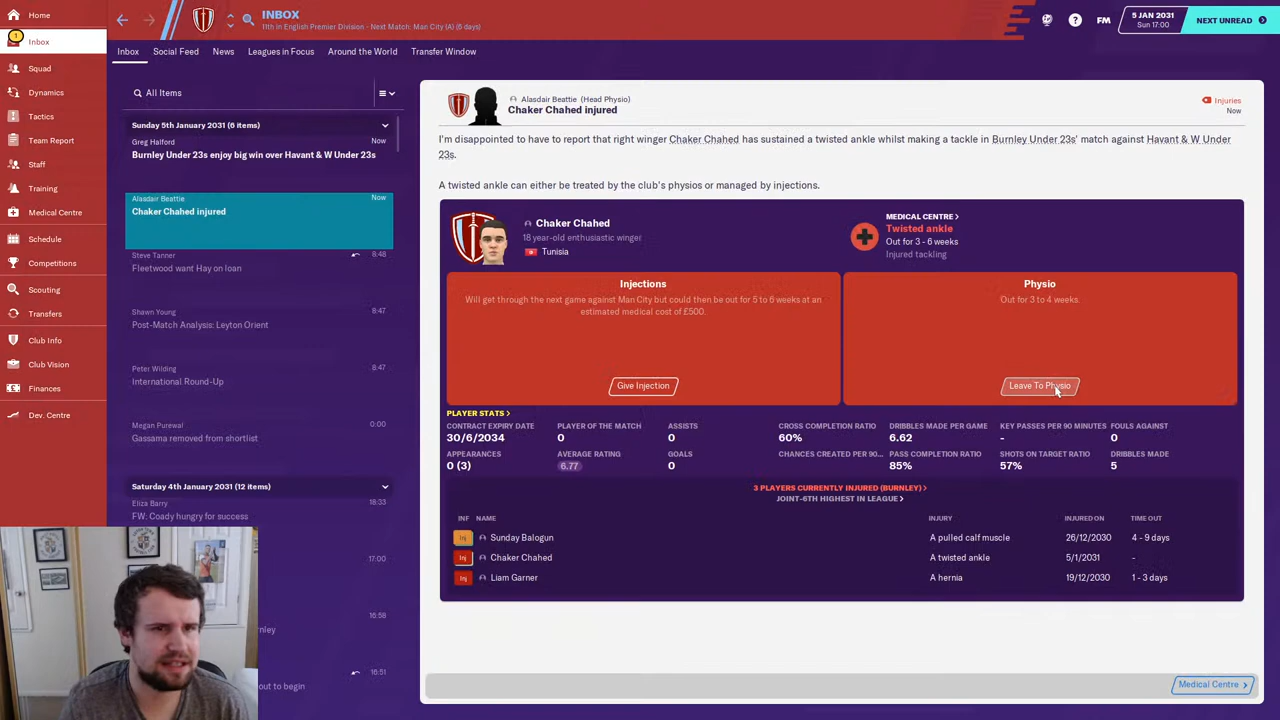 Home
INBOX
11th in English Premier Division - Next Match: Man City (A) (6 days)
FM
5 JAN 2031
Sun 17:00
NEXT UNREAD
1
Inbox
Squad
Dynamics
Tactics
Team Report
Staff
Training
Medical Centre
Schedule
Competitions
Scouting
Transfers
Club Info
Club Vision
Finances
Dev. Centre
Inbox
Social Feed
News
Leagues in Focus
Around the World
Transfer Window
All Items
Sunday 5th January 2031 (6 items)
Greg Halford
Now
Burnley Under 23s enjoy big win over Havant & W Under 23s
Alasdair Beattie
Now
Chaker Chahed injured
Steve Tanner
8:48
Fleetwood want Hay on loan
Shawn Young
8:47
Post-Match Analysis: Leyton Orient
Peter Wilding
8:47
International Round-Up
Megan Purewal
0:00
Gassama removed from shortlist
Saturday 4th January 2031 (12 items)
Eliza Barry
18:33
FW: Coady hungry for success
17:00
16:58
16:51
out to begin
Alasdair Beattie (Head Physio)
Chaker Chahed injured
Injuries
Now
I'm disappointed to have to report that right winger Chaker Chahed has sustained a twisted ankle whilst making a tackle in Burnley Under 23s' match against Havant & W Under
23s.
A twisted ankle can either be treated by the club's physios or managed by injections.
Chaker Chahed
18 year-old enthusiastic winger
Tunisia
MEDICAL CENTRE >
Twisted ankle
Out for 3 - 6 weeks
Injured tackling
Injections
Will get through the next game against Man City but could then be out for 5 to 6 weeks at an
estimated medical cost of £500.
Give Injection
Physio
Out for 3 to 4 weeks.
Leave To Physio
PLAYER STATS >
CONTRACT EXPIRY DATE
30/6/2034
PLAYER OF THE MATCH
0
ASSISTS
0
CROSS COMPLETION RATIO
60%
DRIBBLES MADE PER GAME
6.62
KEY PASSES PER 90 MINUTES
-
FOULS AGAINST
0
APPEARANCES
0 (3)
AVERAGE RATING
6.77
GOALS
0
CHANCES CREATED PER 90...
PASS COMPLETION RATIO
85%
SHOTS ON TARGET RATIO
57%
DRIBBLES MADE
5
3 PLAYERS CURRENTLY INJURED (BURNLEY) >
JOINT-6TH HIGHEST IN LEAGUE >
INF NAME INJURY INJURED ON TIME OUT
Inj Sunday Balogun A pulled calf muscle 26/12/2030 4 - 9 days
Inj Chaker Chahed A twisted ankle 5/1/2031 -
Inj Liam Garner A hernia 19/12/2030 1 - 3 days
Medical Centre >